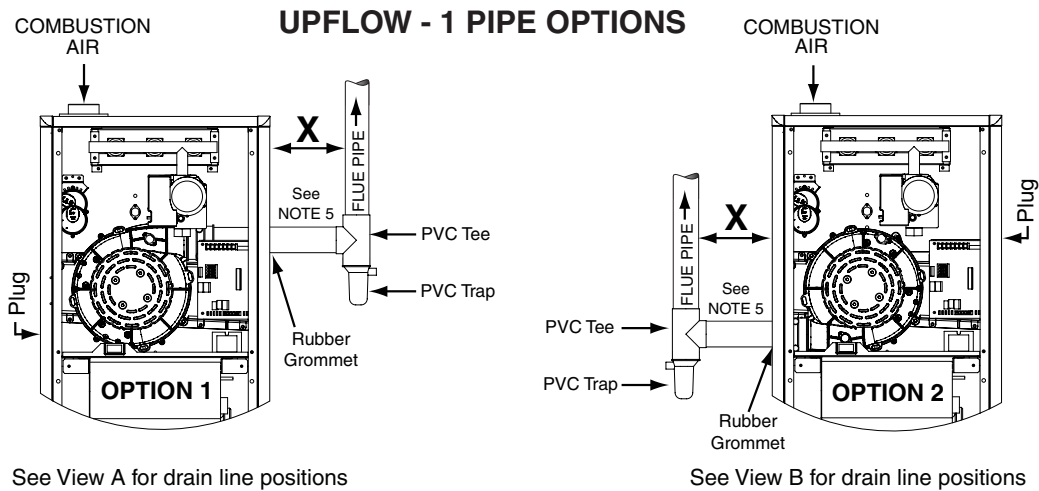 UPFLOW - 1 PIPE OPTIONS
COMBUSTION
AIR
X
FLUE PIPE
See
NOTE 5
PVC Tee
PVC Trap
Plug
Rubber
Grommet
OPTION 1
See View A for drain line positions
COMBUSTION
AIR
FLUE PIPE
X
Plug
See
NOTE 5
PVC Tee
PVC Trap
Rubber
Grommet
OPTION 2
See View B for drain line positions